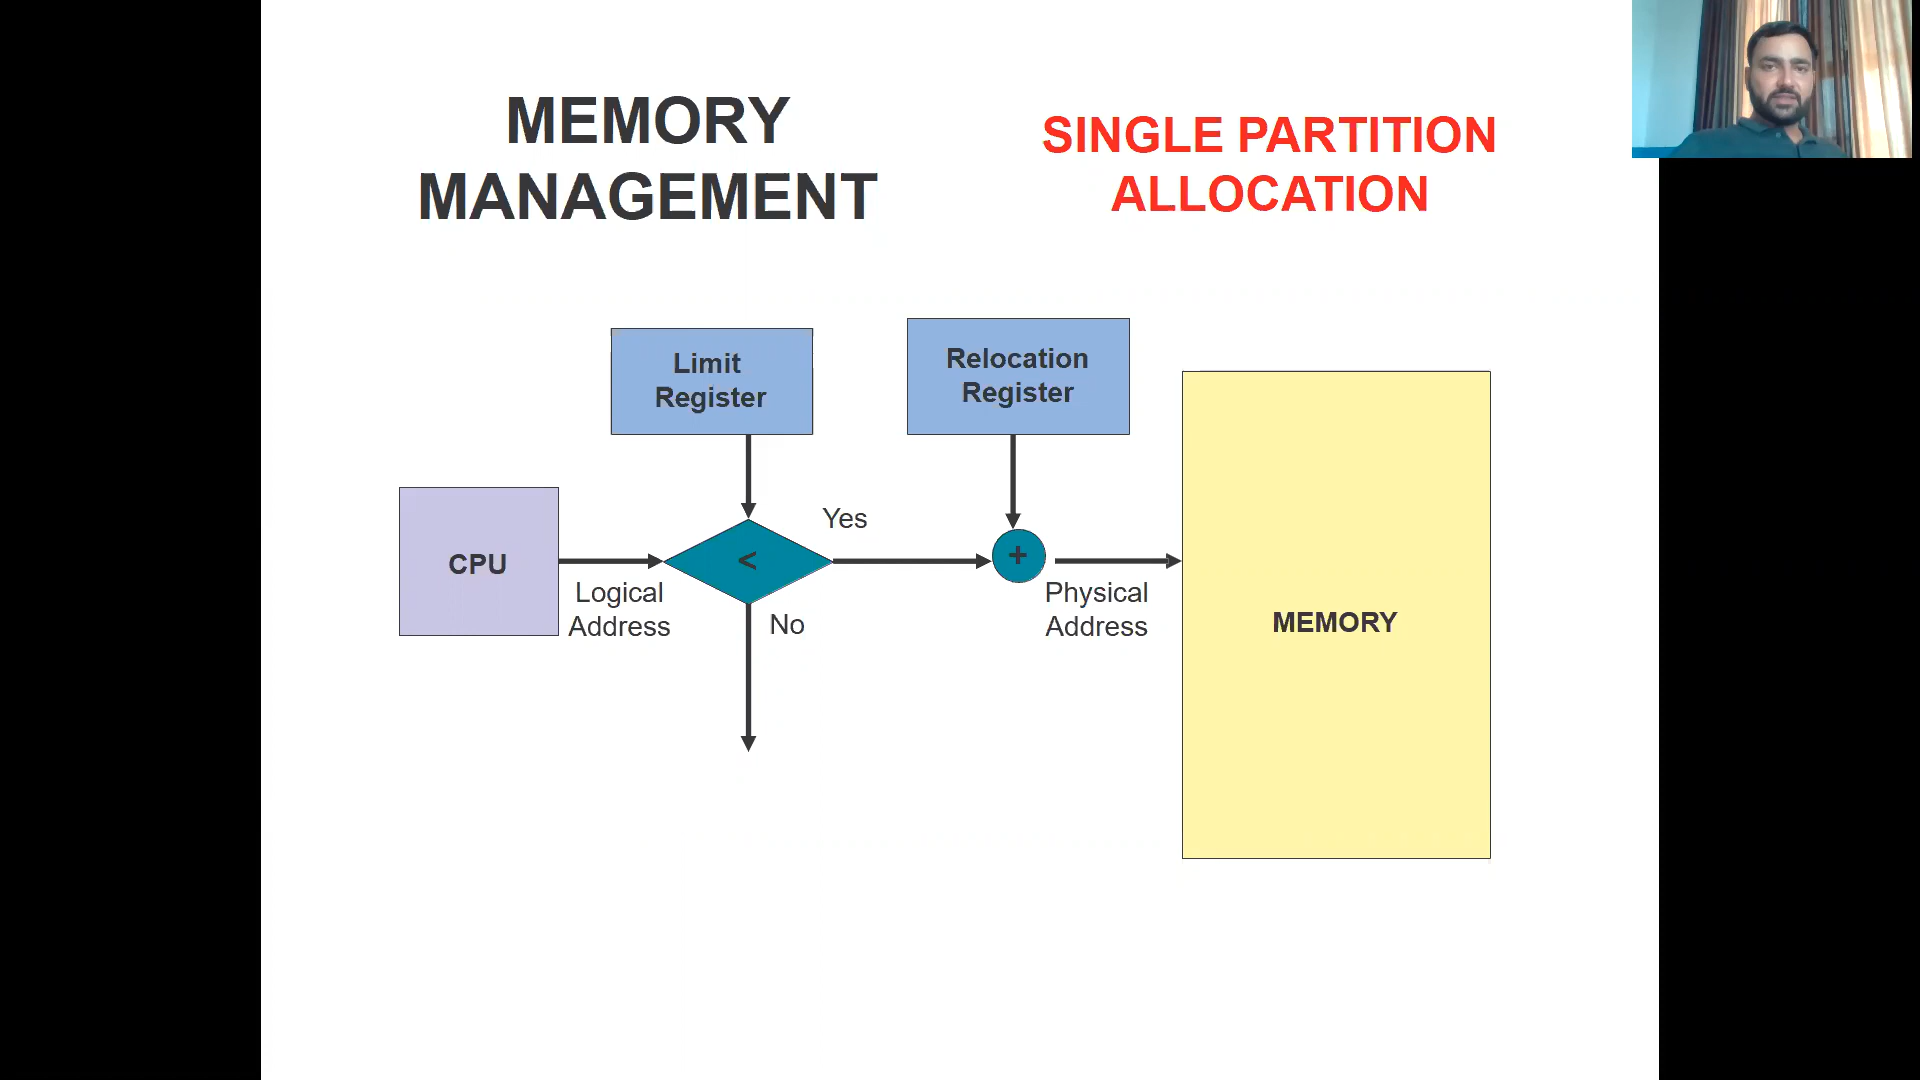 MEMORY
MANAGEMENT
SINGLE PARTITION
ALLOCATION
Limit
Register
Relocation
Register
CPU
Logical
Address
<
Yes
No
+
Physical
Address
MEMORY